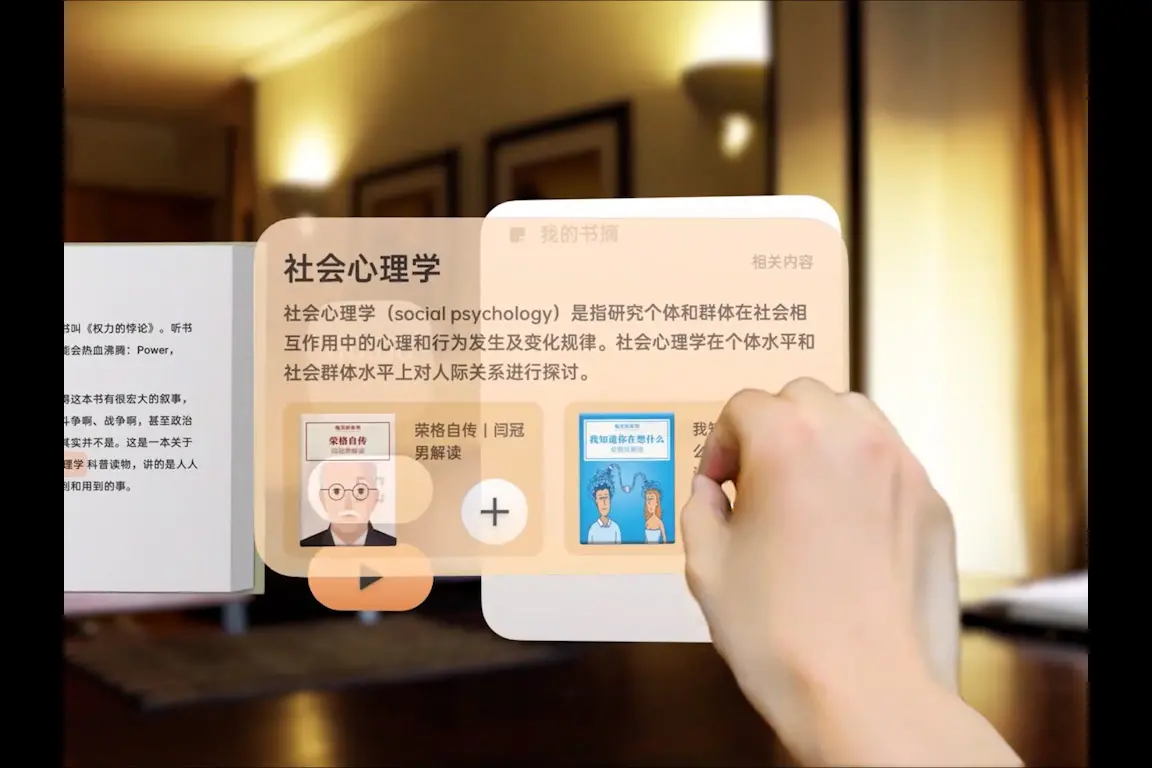 书叫《权力的悖论》。听书
能会热血沸腾：Power，
得这本书有很宏大的叙事，
斗争啊、战争啊，甚至政治
其实并不是。这是一本关于
理学 科普读物，讲的是人人
到和用到的事。
我的书摘
社会心理学
相关内容
社会心理学（social psychology）是指研究个体和群体在社会相
互作用中的心理和行为发生及变化规律。社会心理学在个体水平和
社会群体水平上对人际关系进行探讨。
荣格自传
荣格自传丨闫冠
男解读
我知道你在想什么
我知
么